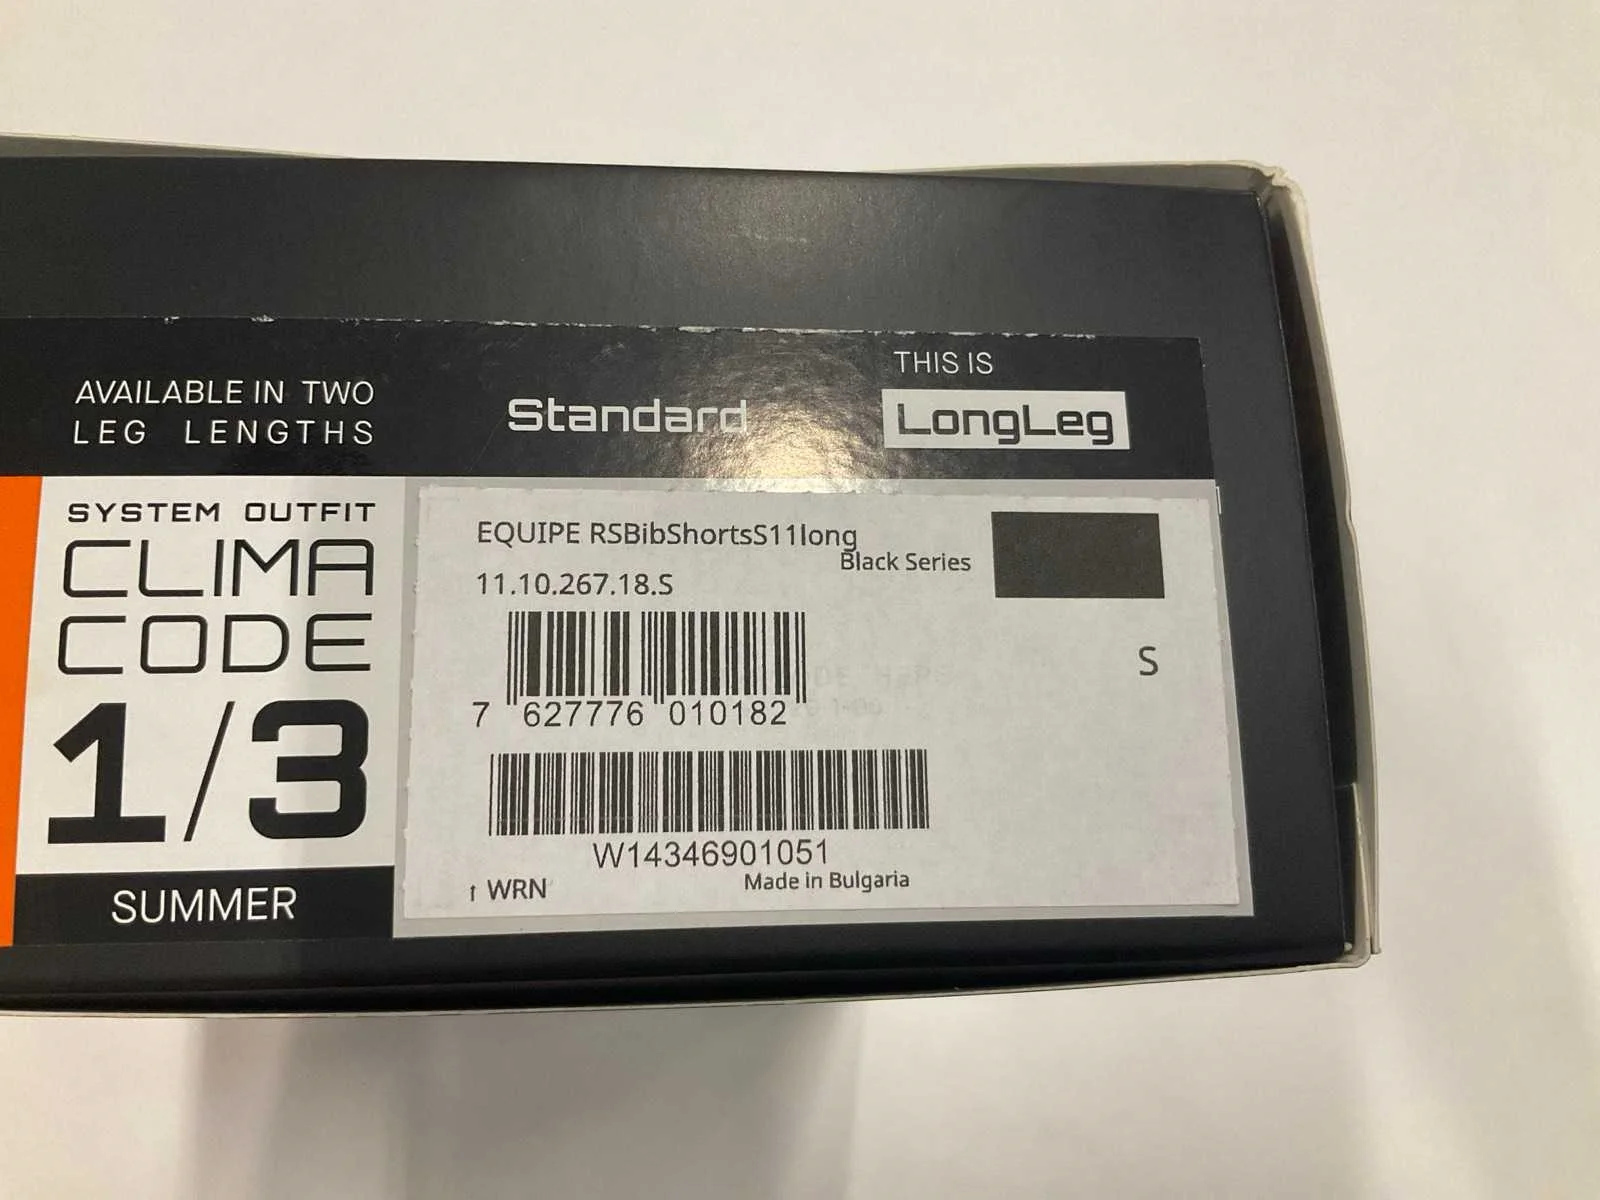 AVAILABLE IN TWO
LEG LENGTHS
Standard
THIS IS
LongLeg
SYSTEM OUTFIT
CLIMA
CODE
1/3
SUMMER
EQUIPE RSBibShortsS11long
Black Series
11.10.267.18.S
S
7 627776 010182
W14346901051
↑ WRN
Made in Bulgaria